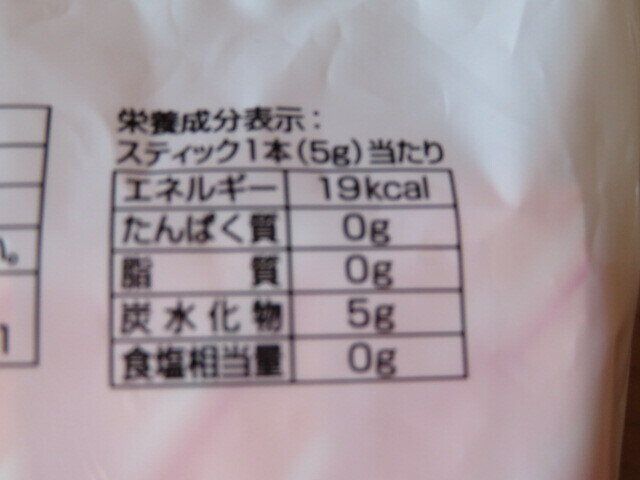 栄養成分表示：
スティック1本(5g)当たり
エネルギー 19kcal
たんぱく質 0g
脂質 0g
炭水化物 5g
食塩相当量 0g